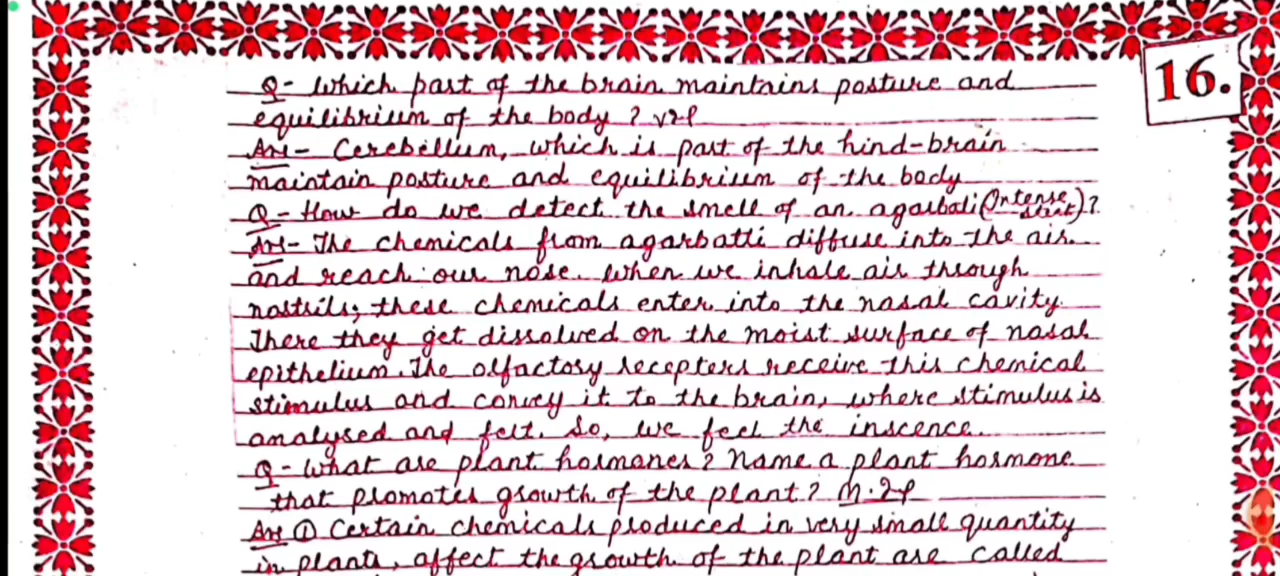 16.
Q- Which part of the brain maintains posture and
equilibrium of the body ? V2P
Ans- Cerebellum, which is part of the hind-brain
maintain posture and equilibrium of the body
Q- How do we detect the smell of an agarbati
Ans- The chemicals from agarbatti diffuse into the air.
and reach our nose. when we inhale air through
nostrils; these chemicals enter into the nasal cavity.
There they get dissolved on the moist surface of nasal
epithelium. The olfactory recepters receive this chemical
stimulus and convey it to the brain, where stimulus is
analysed and felt. So, we feel the inscence.
Q- What are plant hormones? Name a plant hormone
that promotes growth of the plant? M.2P
Ans ① Certain chemicals produced in very small quantity
in plants, affect the growth of the plant are called